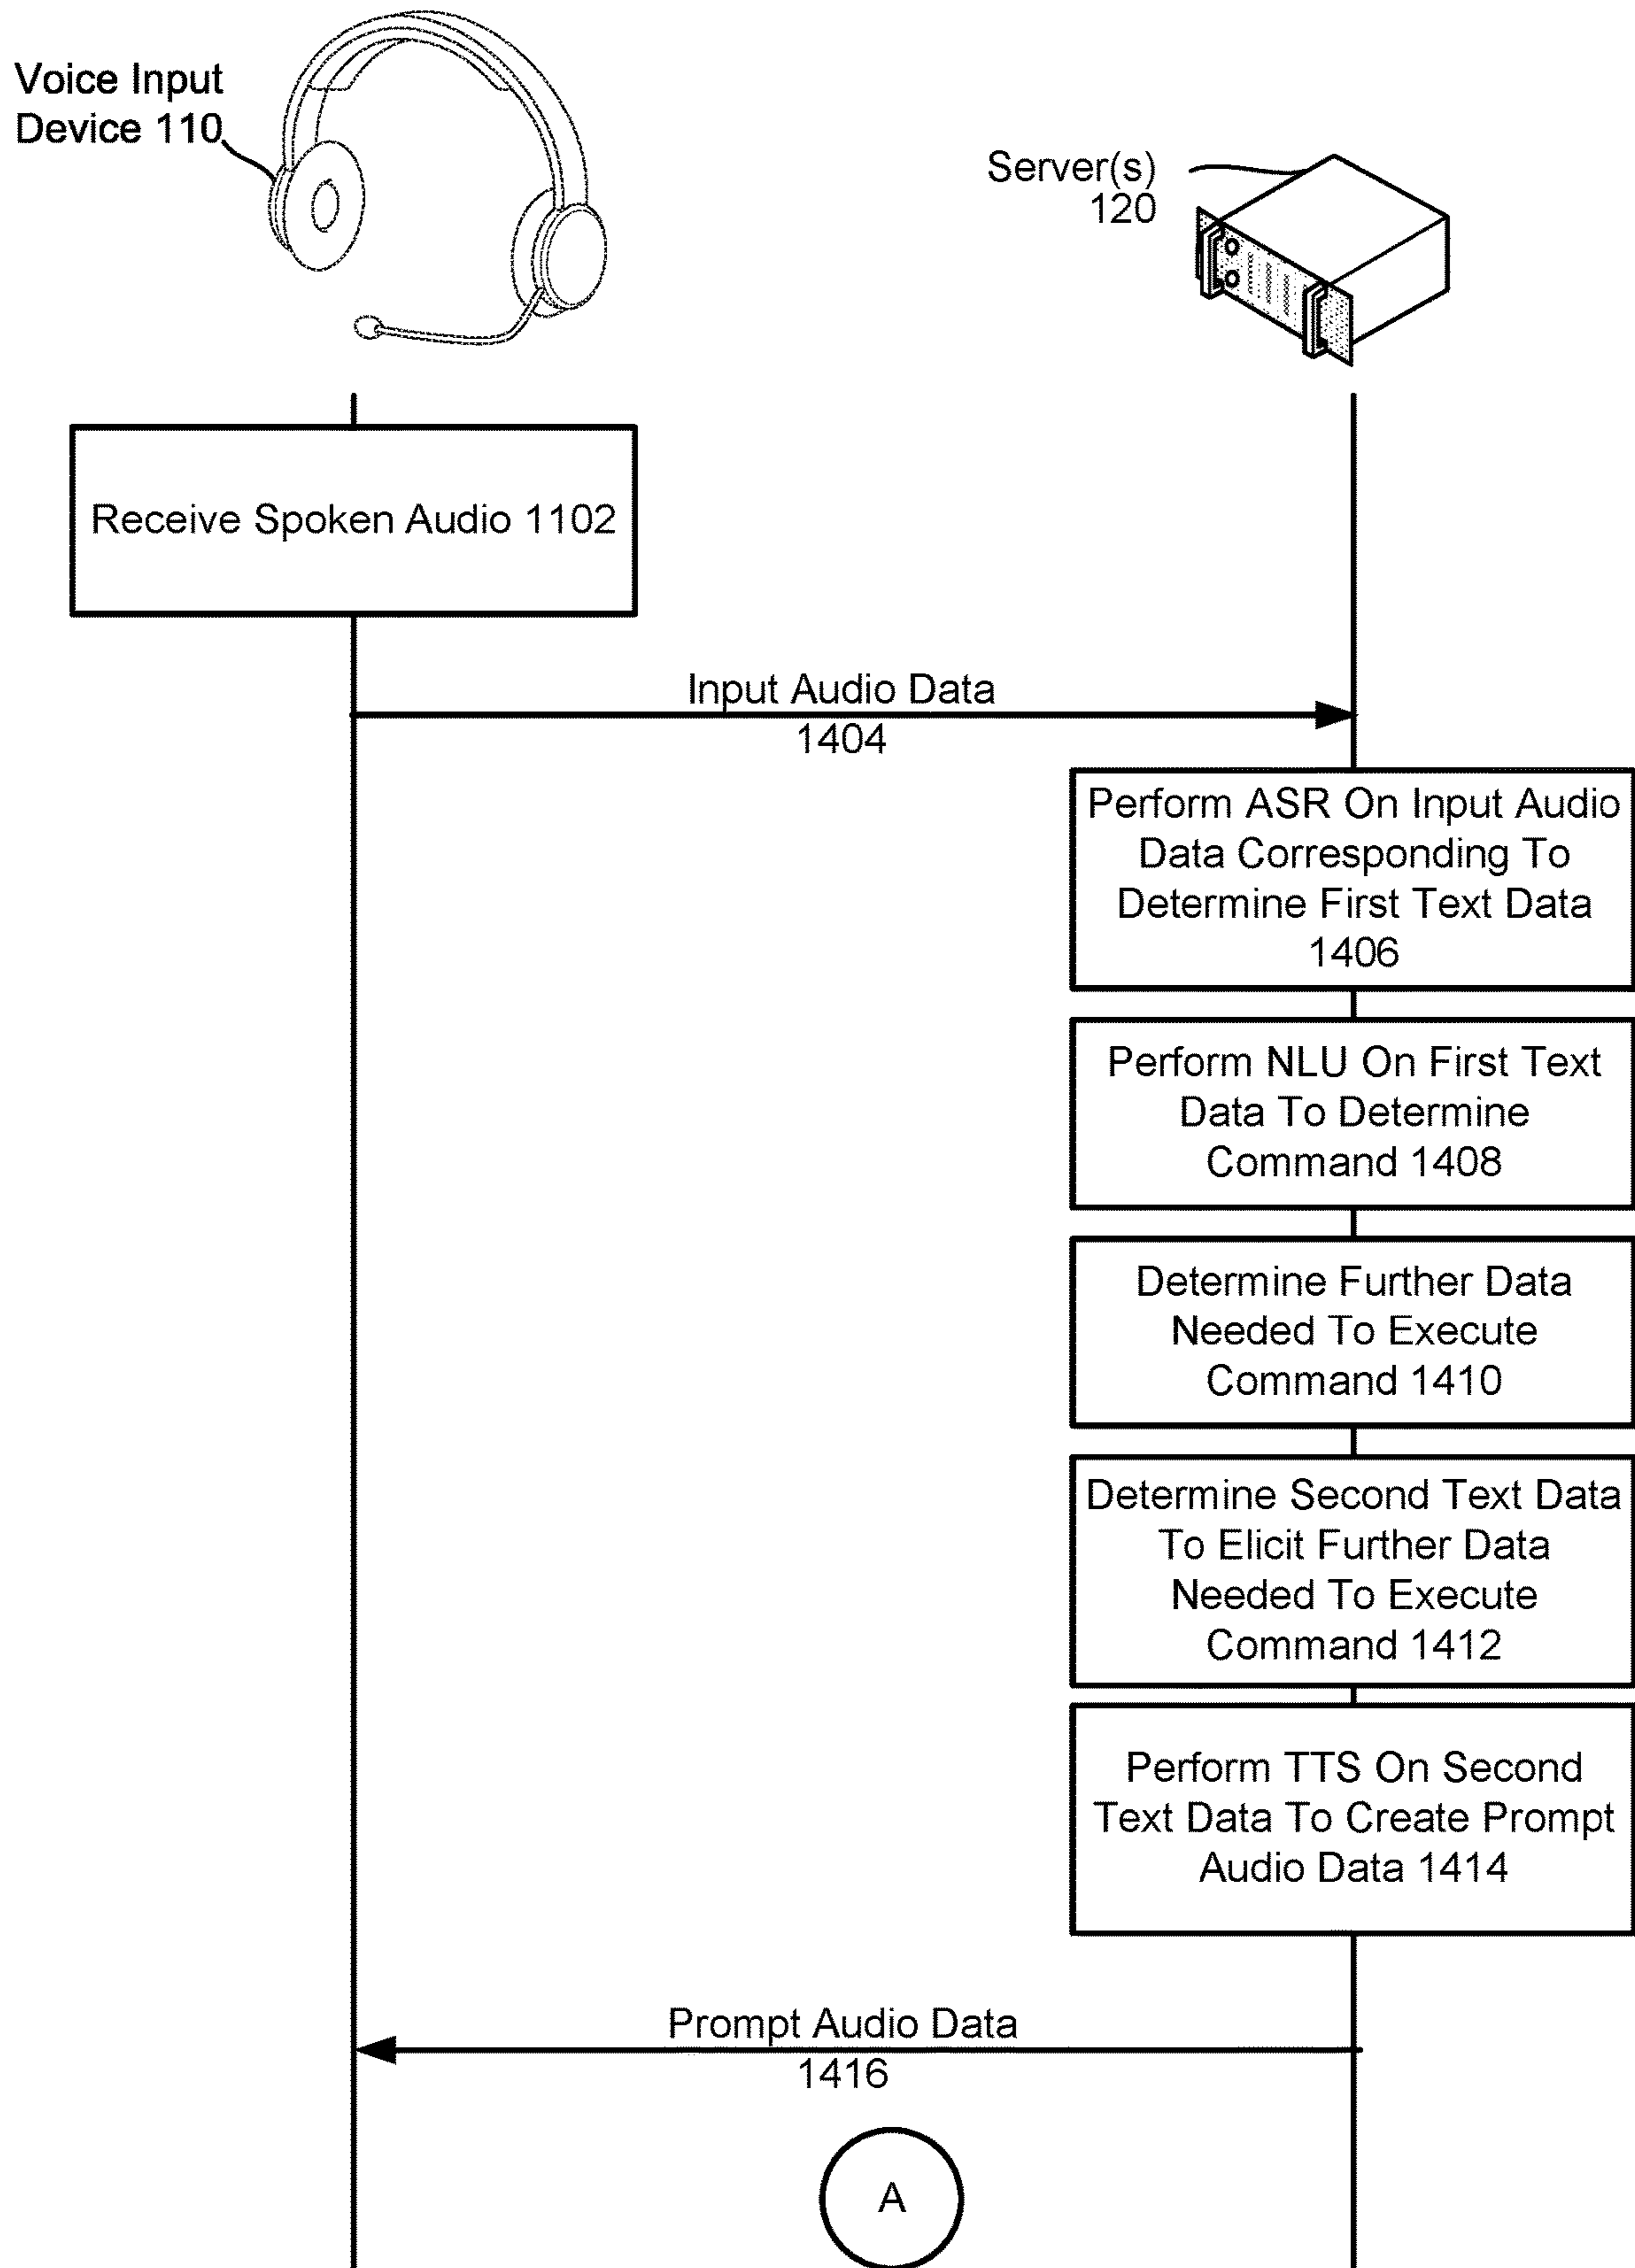 Voice Input
Device 110
Server(s)
120
Receive Spoken Audio 1102
Input Audio Data
1404
Perform ASR On Input Audio
Data Corresponding To
Determine First Text Data
1406
Perform NLU On First Text
Data To Determine
Command 1408
Determine Further Data
Needed To Execute
Command 1410
Determine Second Text Data
To Elicit Further Data
Needed To Execute
Command 1412
Perform TTS On Second
Text Data To Create Prompt
Audio Data 1414
Prompt Audio Data
1416
A